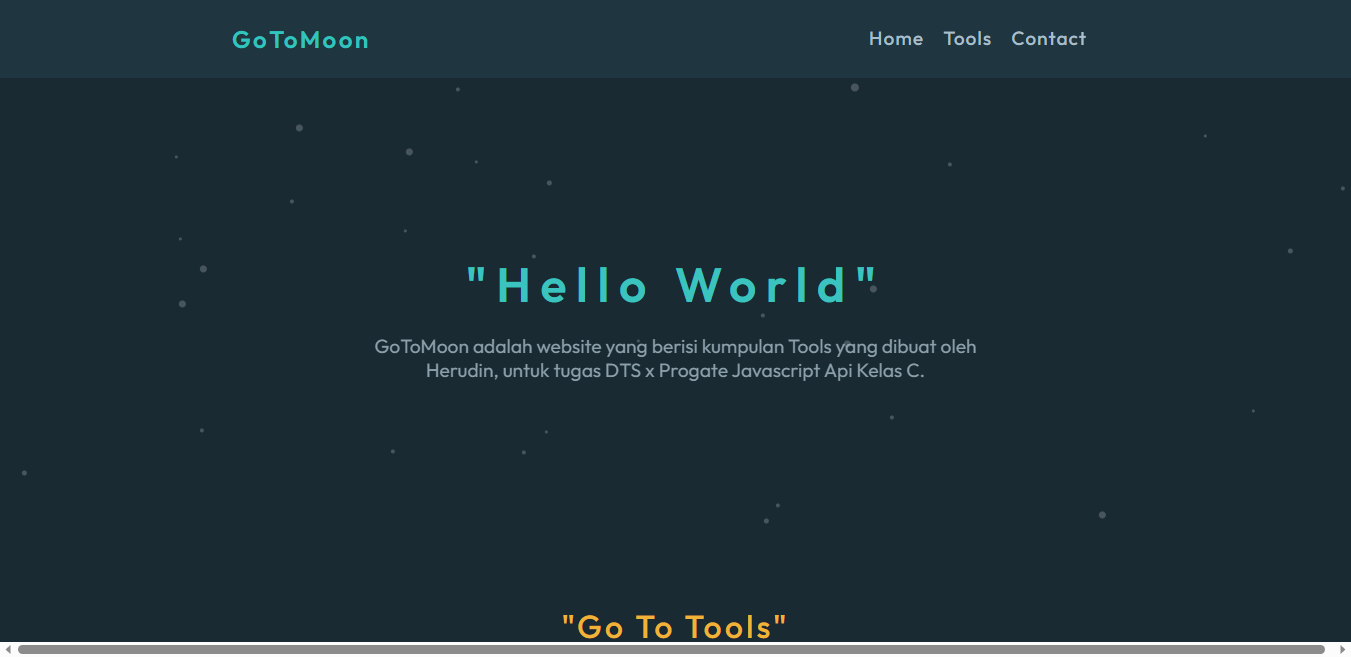 GoToMoon
Home Tools Contact
"Hello World"
GoToMoon adalah website yang berisi kumpulan Tools yang dibuat oleh
Herudin, untuk tugas DTS x Progate Javascript Api Kelas C.
"Go To Tools"